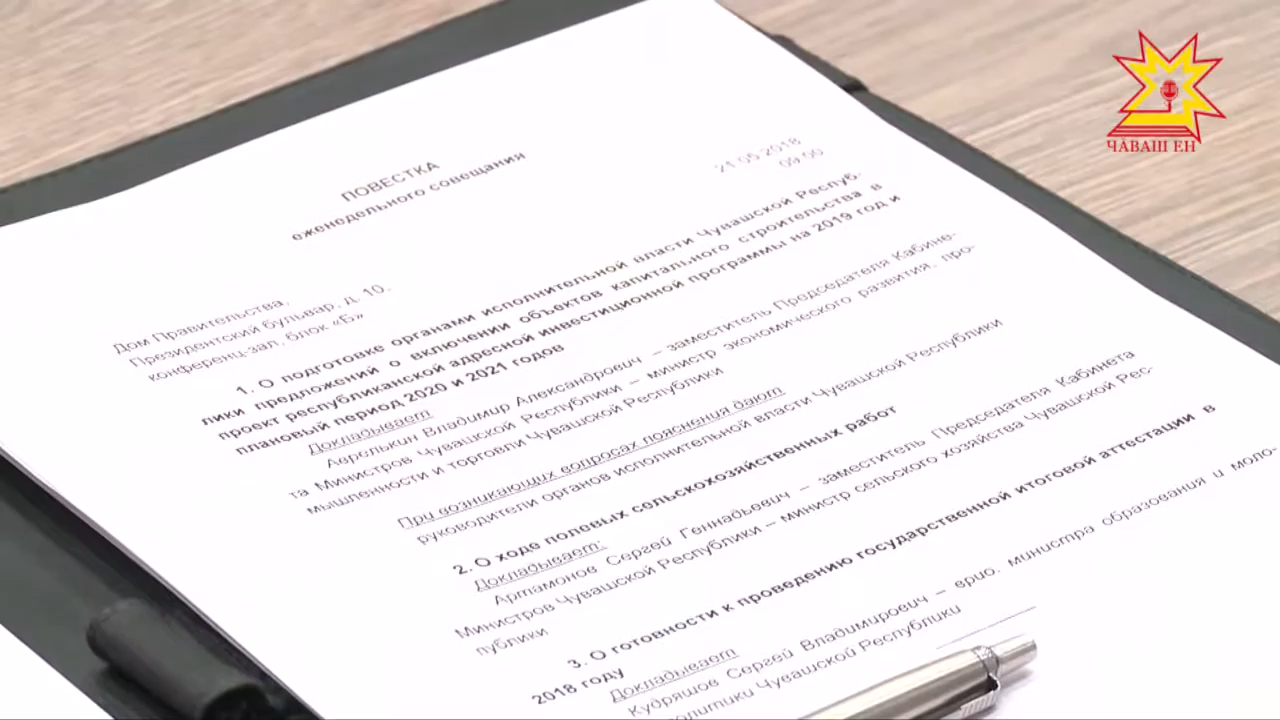 ЧӐВАШ ЕН
ПОВЕСТКА
еженедельного совещания
21.05.2018
09.00
Дом Правительства,
Президентский бульвар, д. 10,
конференц-зал, блок «Б»
1. О подготовке органами исполнительной власти Чувашской Респуб-
лики предложений о включении объектов капитального строительства в
проект республиканской адресной инвестиционной программы на 2019 год и
плановый период 2020 и 2021 годов
Докладывает
Аврелькин Владимир Александрович – заместитель Председателя Кабине-
та Министров Чувашской Республики – министр экономического развития, про-
мышленности и торговли Чувашской Республики
При возникающих вопросах пояснения дают
руководители органов исполнительной власти Чувашской Республики
2. О ходе полевых сельскохозяйственных работ
Докладывает:
Артамонов Сергей Геннадьевич – заместитель Председателя Кабинета
Министров Чувашской Республики – министр сельского хозяйства Чувашской Рес-
публики
3. О готовности к проведению государственной итоговой аттестации в
2018 году
Докладывает
Кудряшов Сергей Владимирович – врио. министра образования и моло-
политики Чувашской Республики